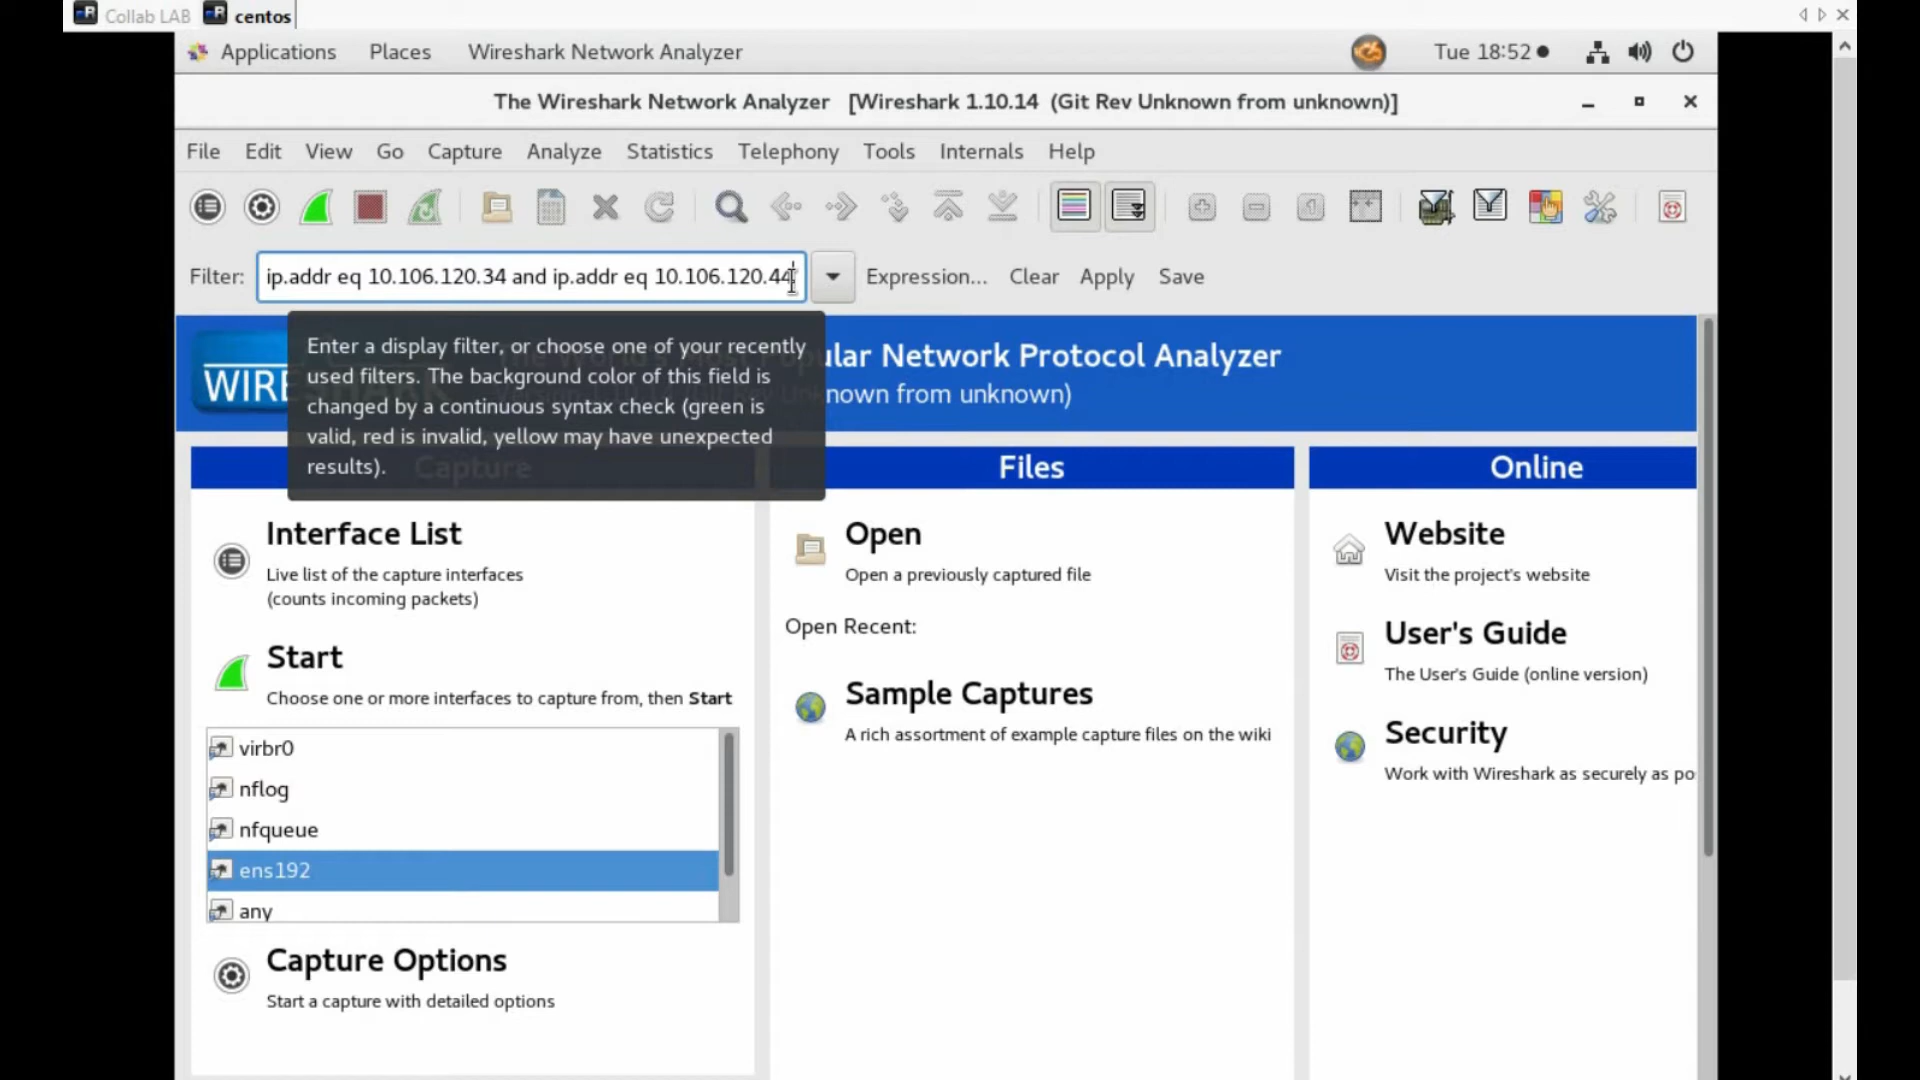 Collab LAB centos
Applications Places Wireshark Network Analyzer Tue 18:52
The Wireshark Network Analyzer [Wireshark 1.10.14 (Git Rev Unknown from unknown)]
File Edit View Go Capture Analyze Statistics Telephony Tools Internals Help
Filter: ip.addr eq 10.106.120.34 and ip.addr eq 10.106.120.44 Expression... Clear Apply Save
Enter a display filter, or choose one of your recently
used filters. The background color of this field is
changed by a continuous syntax check (green is
valid, red is invalid, yellow may have unexpected
results).
WIRE
ular Network Protocol Analyzer
nown from unknown)
Capture
Interface List
Live list of the capture interfaces
(counts incoming packets)
Start
Choose one or more interfaces to capture from, then Start
virbr0
nflog
nfqueue
ens192
any
Capture Options
Start a capture with detailed options
Files
Open
Open a previously captured file
Open Recent:
Sample Captures
A rich assortment of example capture files on the wiki
Online
Website
Visit the project's website
User's Guide
The User's Guide (online version)
Security
Work with Wireshark as securely as po